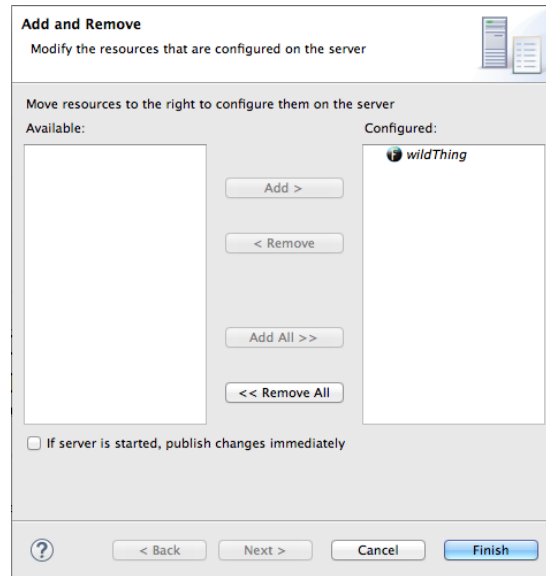 Add and Remove
Modify the resources that are configured on the server
Move resources to the right to configure them on the server
Available:
Configured:
wildThing
Add >
< Remove
Add All >>
<< Remove All
If server is started, publish changes immediately
?
< Back
Next >
Cancel
Finish